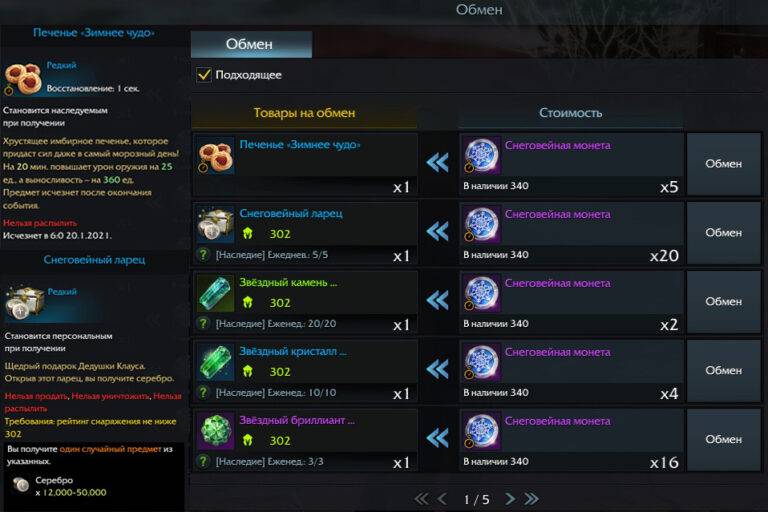 Обмен
Печенье «Зимнее чудо»
Редкий
Восстановление: 1 сек.
Становится наследуемым
при получении
Хрустящее имбирное печенье, которое
придаст сил даже в самый морозный день!
На 20 мин. повышает урон оружия на 25
ед., а выносливость – на 360 ед.
Предмет исчезнет после окончания
события.
Нельзя распылить
Исчезнет в 6:0 20.1.2021.
Снеговейный ларец
Редкий
Становится персональным
при получении
Щедрый подарок Дедушки Клауса.
Открыв этот ларец, вы получите серебро.
Нельзя продать, Нельзя уничтожить, Нельзя
распылить
Требования: рейтинг снаряжения не ниже
302
Вы получите один случайный предмет из
указанных.
Серебро
x 12,000-50,000
Обмен
Подходящее
Товары на обмен
Стоимость
Печенье «Зимнее чудо»
x1
Снеговейная монета
В наличии 340
x5
Обмен
Снеговейный ларец
302
[Наследие] Ежеднев.: 5/5
x1
Снеговейная монета
В наличии 340
x20
Обмен
Звёздный камень ...
302
[Наследие] Еженед.: 20/20
x1
Снеговейная монета
В наличии 340
x2
Обмен
Звёздный кристалл ...
302
[Наследие] Еженед.: 10/10
x1
Снеговейная монета
В наличии 340
x4
Обмен
Звёздный бриллиант ...
302
[Наследие] Еженед.: 3/3
x1
Снеговейная монета
В наличии 340
x16
Обмен
1 / 5